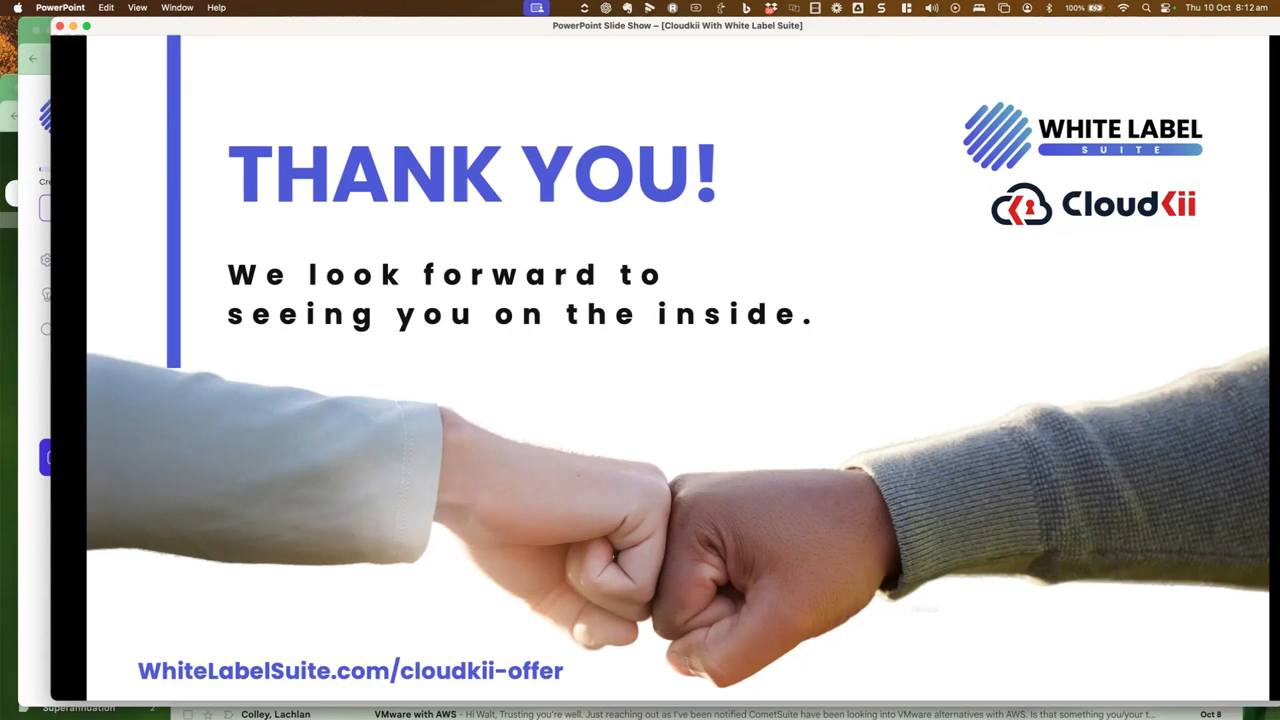 PowerPoint Edit View Window Help
100% Thu 10 Oct 8:12 am
PowerPoint Slide Show – [Cloudkii With White Label Suite]
WHITE LABEL
SUITE
CloudKii
THANK YOU!
We look forward to
seeing you on the inside.
Cre
WhiteLabelSuite.com/cloudkii-offer
Superannuation 2
Colley, Lachlan VMware with AWS - Hi Walt, Trusting you're well. Just reaching out as I've been notified CometSuite have been looking into VMware alternatives with AWS. Is that something you/your t... Oct 8